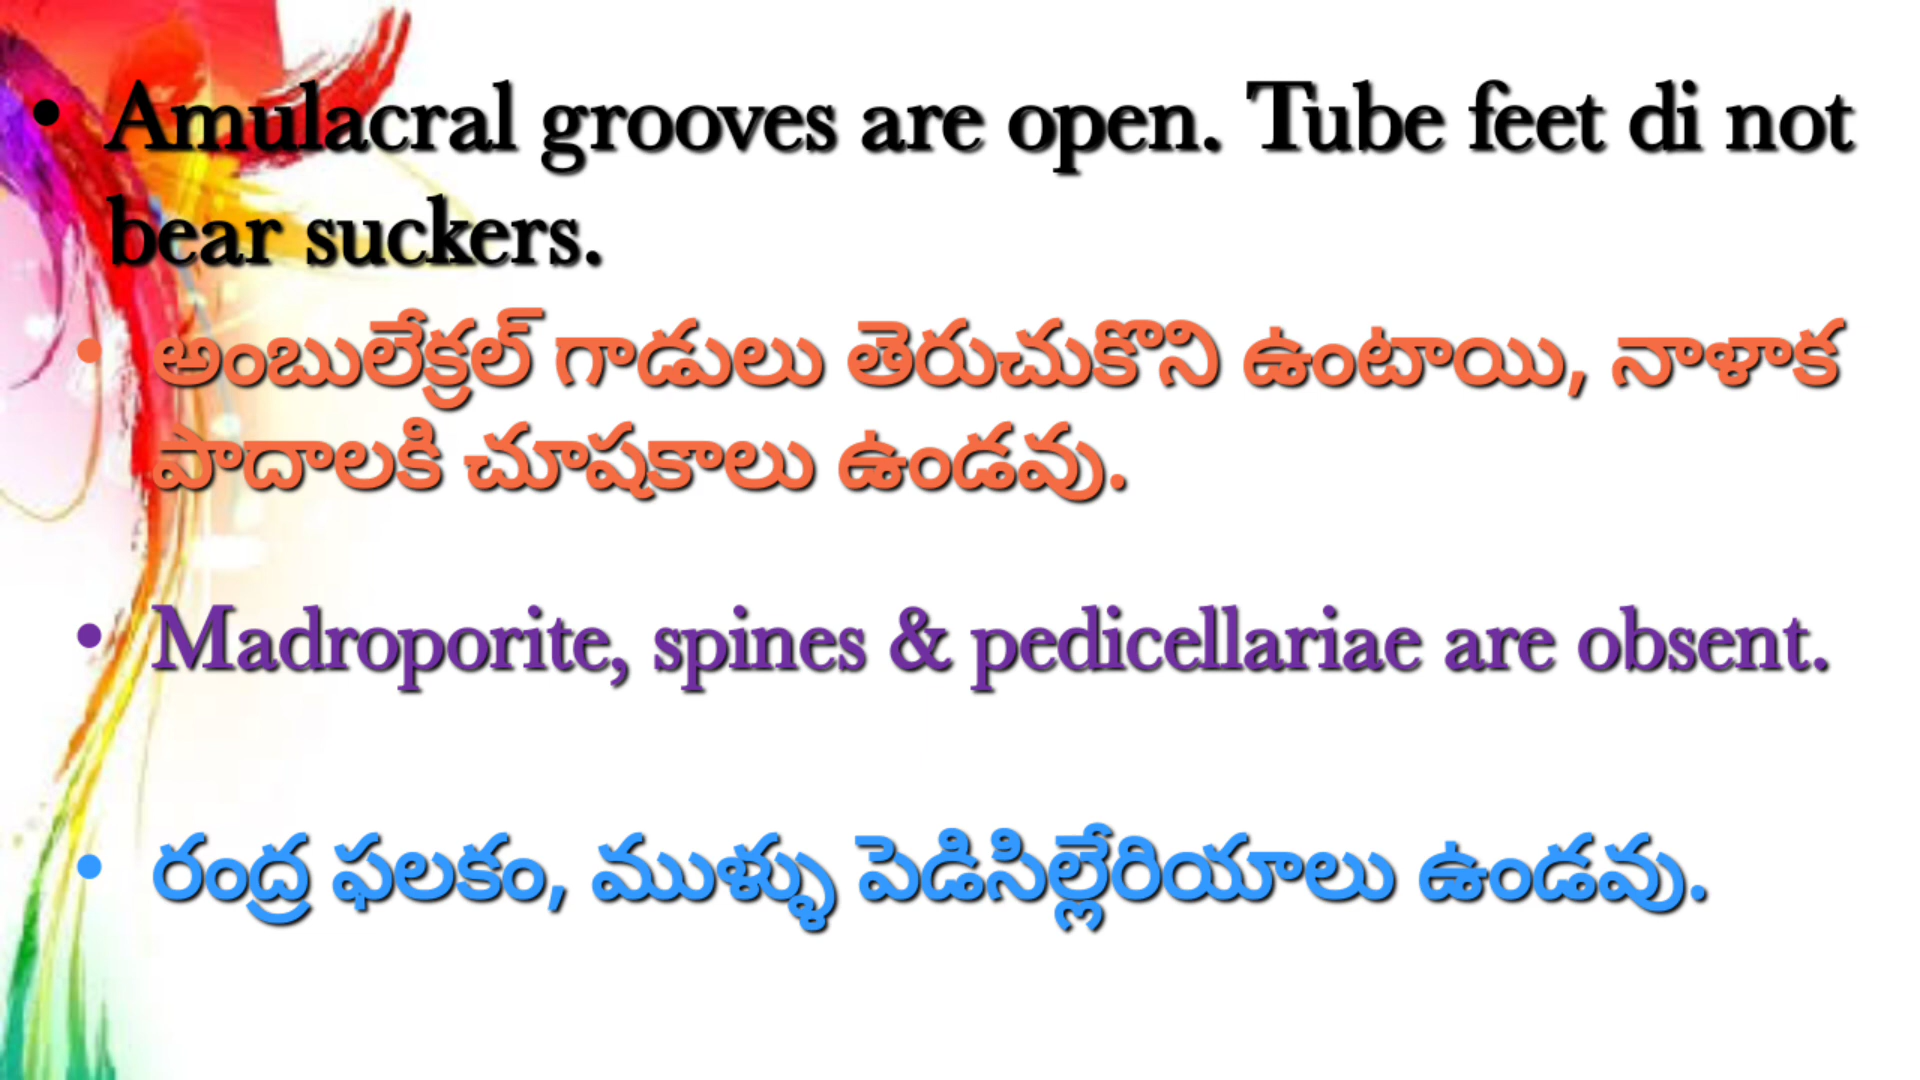 • Amulacral grooves are open. Tube feet di not
bear suckers.
• అంబులేక్రల్ గాడులు తెరుచుకొని ఉంటాయి, నాళాక
పాదాలకి చూషకాలు ఉండవు.
• Madroporite, spines & pedicellariae are obsent.
• రంద్ర ఫలకం, ముళ్ళు పెడిసిల్లేరియాలు ఉండవు.